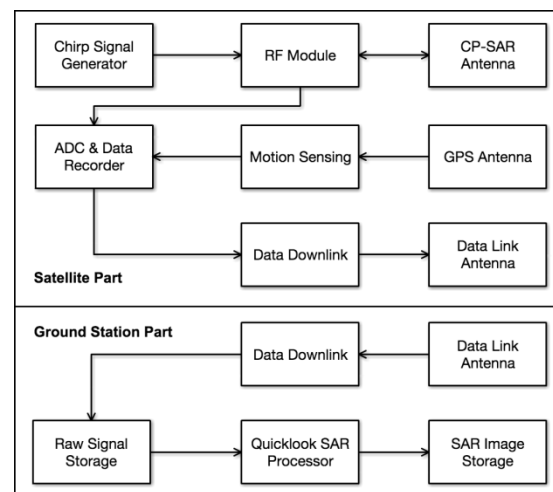 Chirp Signal
Generator
RF Module
CP-SAR
Antenna
ADC & Data
Recorder
Motion Sensing
GPS Antenna
Data Downlink
Data Link
Antenna
Satellite Part
Ground Station Part
Data Downlink
Data Link
Antenna
Raw Signal
Storage
Quicklook SAR
Processor
SAR Image
Storage